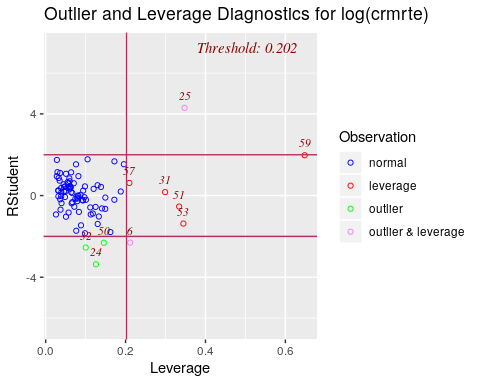 Outlier and Leverage Diagnostics for log(crmrte)
Threshold: 0.202
25
59
57
31
51
53
52
50
6
24
4
0
-4
0.0
0.2
0.4
0.6
RStudent
Leverage
Observation
normal
leverage
outlier
outlier & leverage